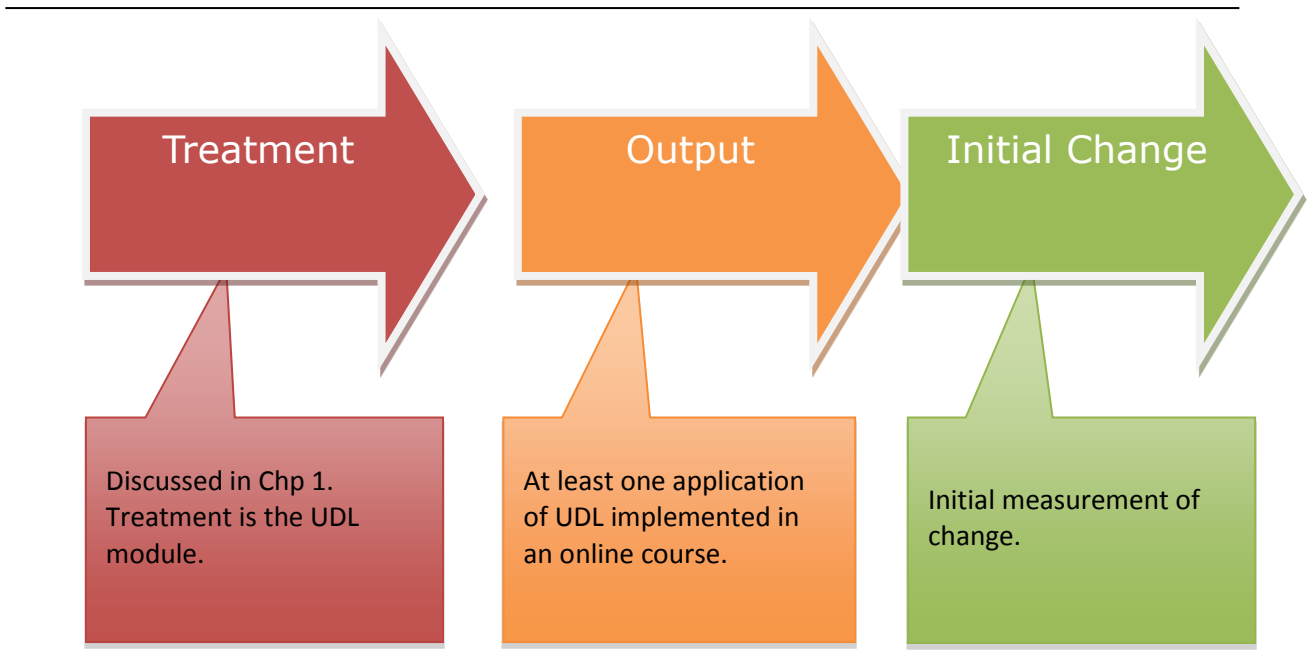 Treatment
Output
Initial Change
Discussed in Chp 1.
Treatment is the UDL
module.
At least one application
of UDL implemented in
an online course.
Initial measurement of
change.